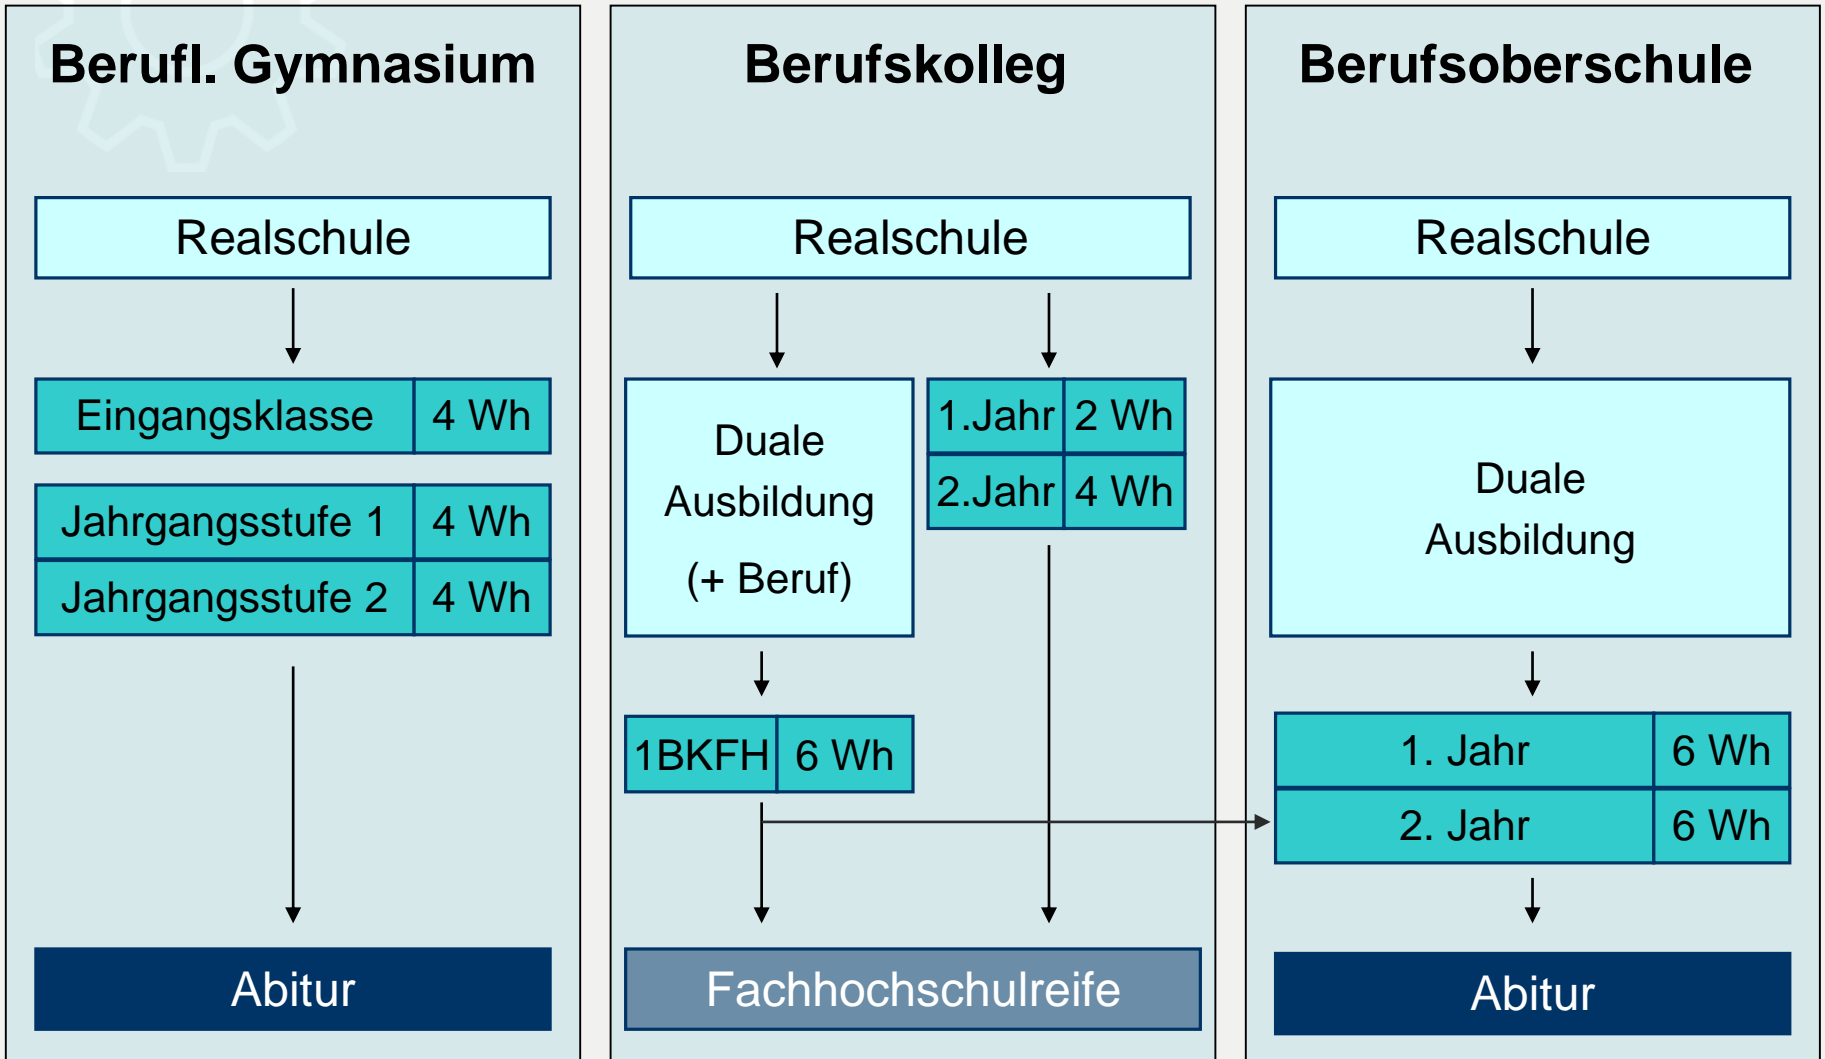 Berufl. Gymnasium
Realschule
Eingangsklasse 4 Wh
Jahrgangsstufe 1 4 Wh
Jahrgangsstufe 2 4 Wh
Abitur
Berufskolleg
Realschule
Duale
Ausbildung
(+ Beruf)
1.Jahr 2 Wh
2.Jahr 4 Wh
1BKFH 6 Wh
Fachhochschulreife
Berufsoberschule
Realschule
Duale
Ausbildung
1. Jahr 6 Wh
2. Jahr 6 Wh
Abitur